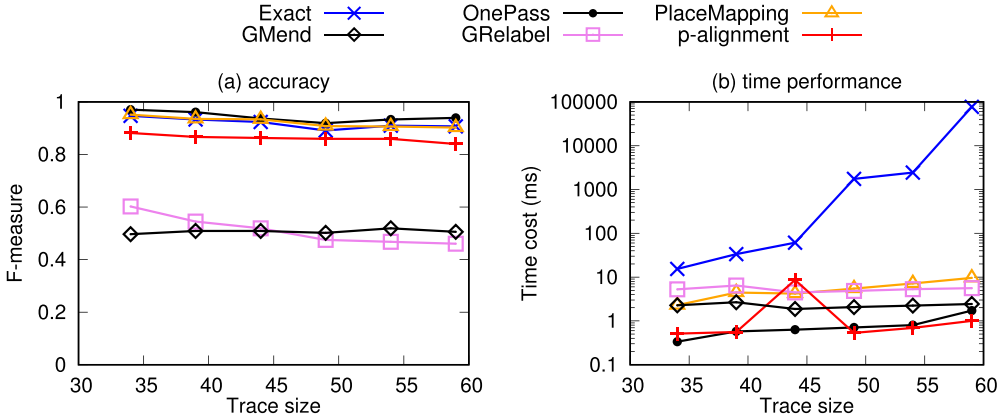 Exact OnePass PlaceMapping
GMend GRelabel p-alignment
(a) accuracy
F-measure
1
0.8
0.6
0.4
0.2
0
30 35 40 45 50 55 60
Trace size
(b) time performance
Time cost (ms)
100000
10000
1000
100
10
1
0.1
30 35 40 45 50 55 60
Trace size